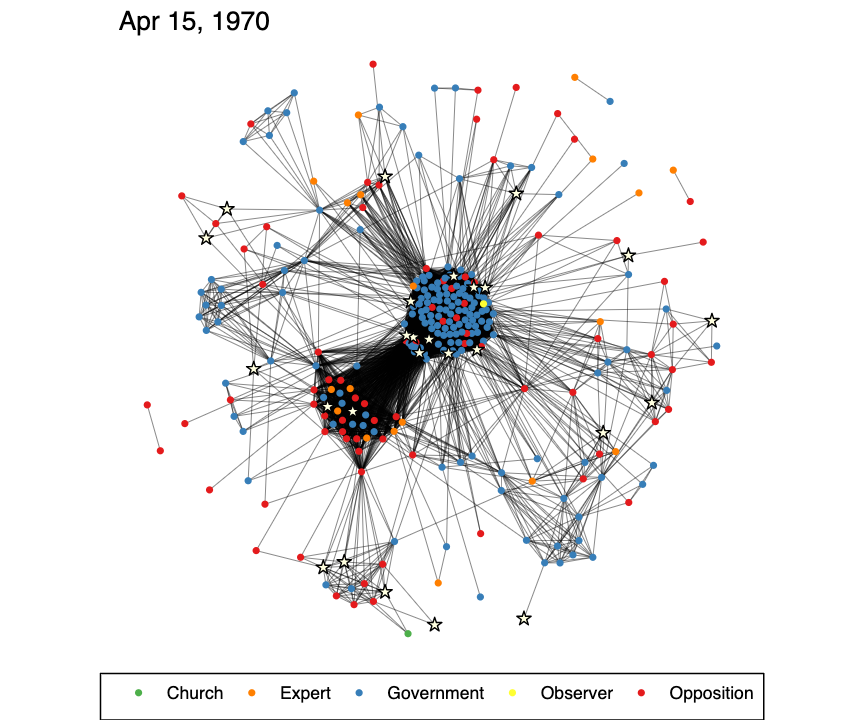 Apr 15, 1970
Church Expert Government Observer Opposition